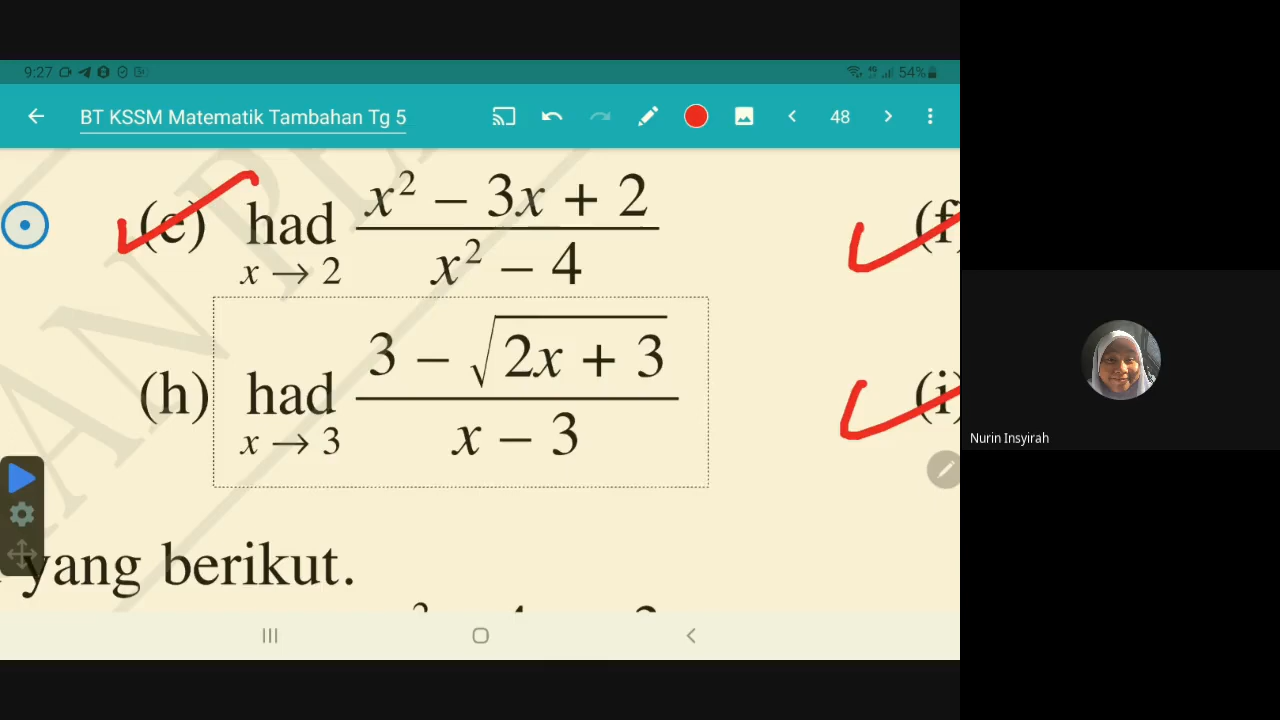 9:27 54%
BT KSSM Matematik Tambahan Tg 5 48
(e) had x → 2 x² − 3x + 2 / x² − 4 (f)
(h) had x → 3 3 − √(2x + 3) / x − 3 (i)
yang berikut.
Nurin Insyirah